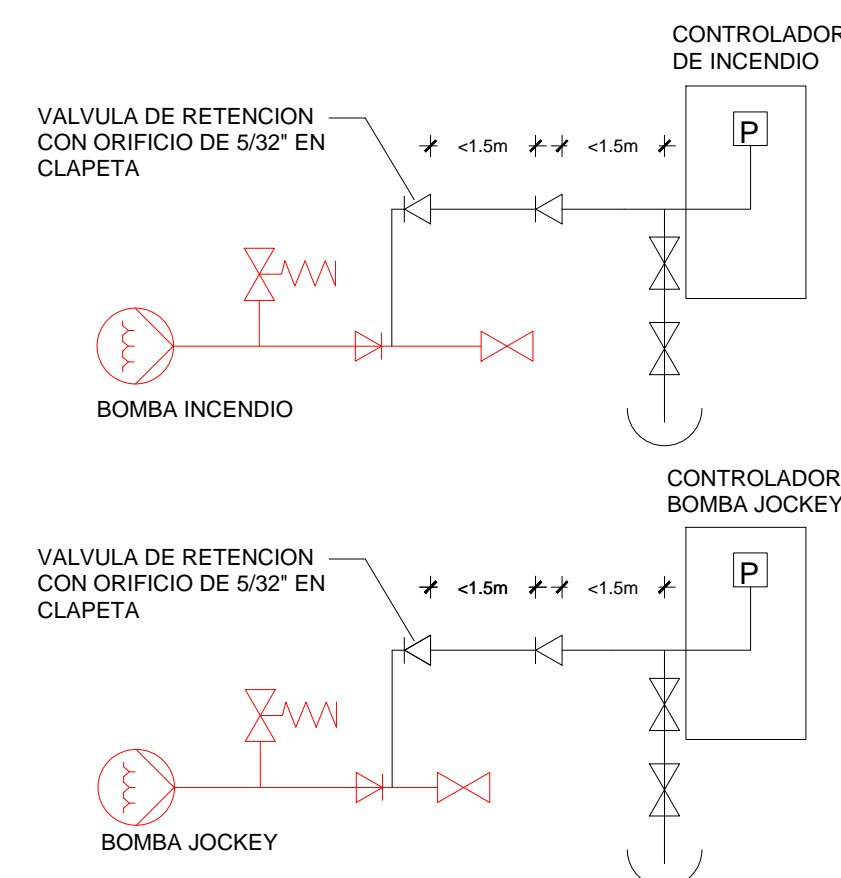 CONTROLADOR
DE INCENDIO
VALVULA DE RETENCION
CON ORIFICIO DE 5/32" EN
CLAPETA
<1.5m
<1.5m
P
BOMBA INCENDIO
CONTROLADOR
BOMBA JOCKEY
VALVULA DE RETENCION
CON ORIFICIO DE 5/32" EN
CLAPETA
<1.5m
<1.5m
P
BOMBA JOCKEY